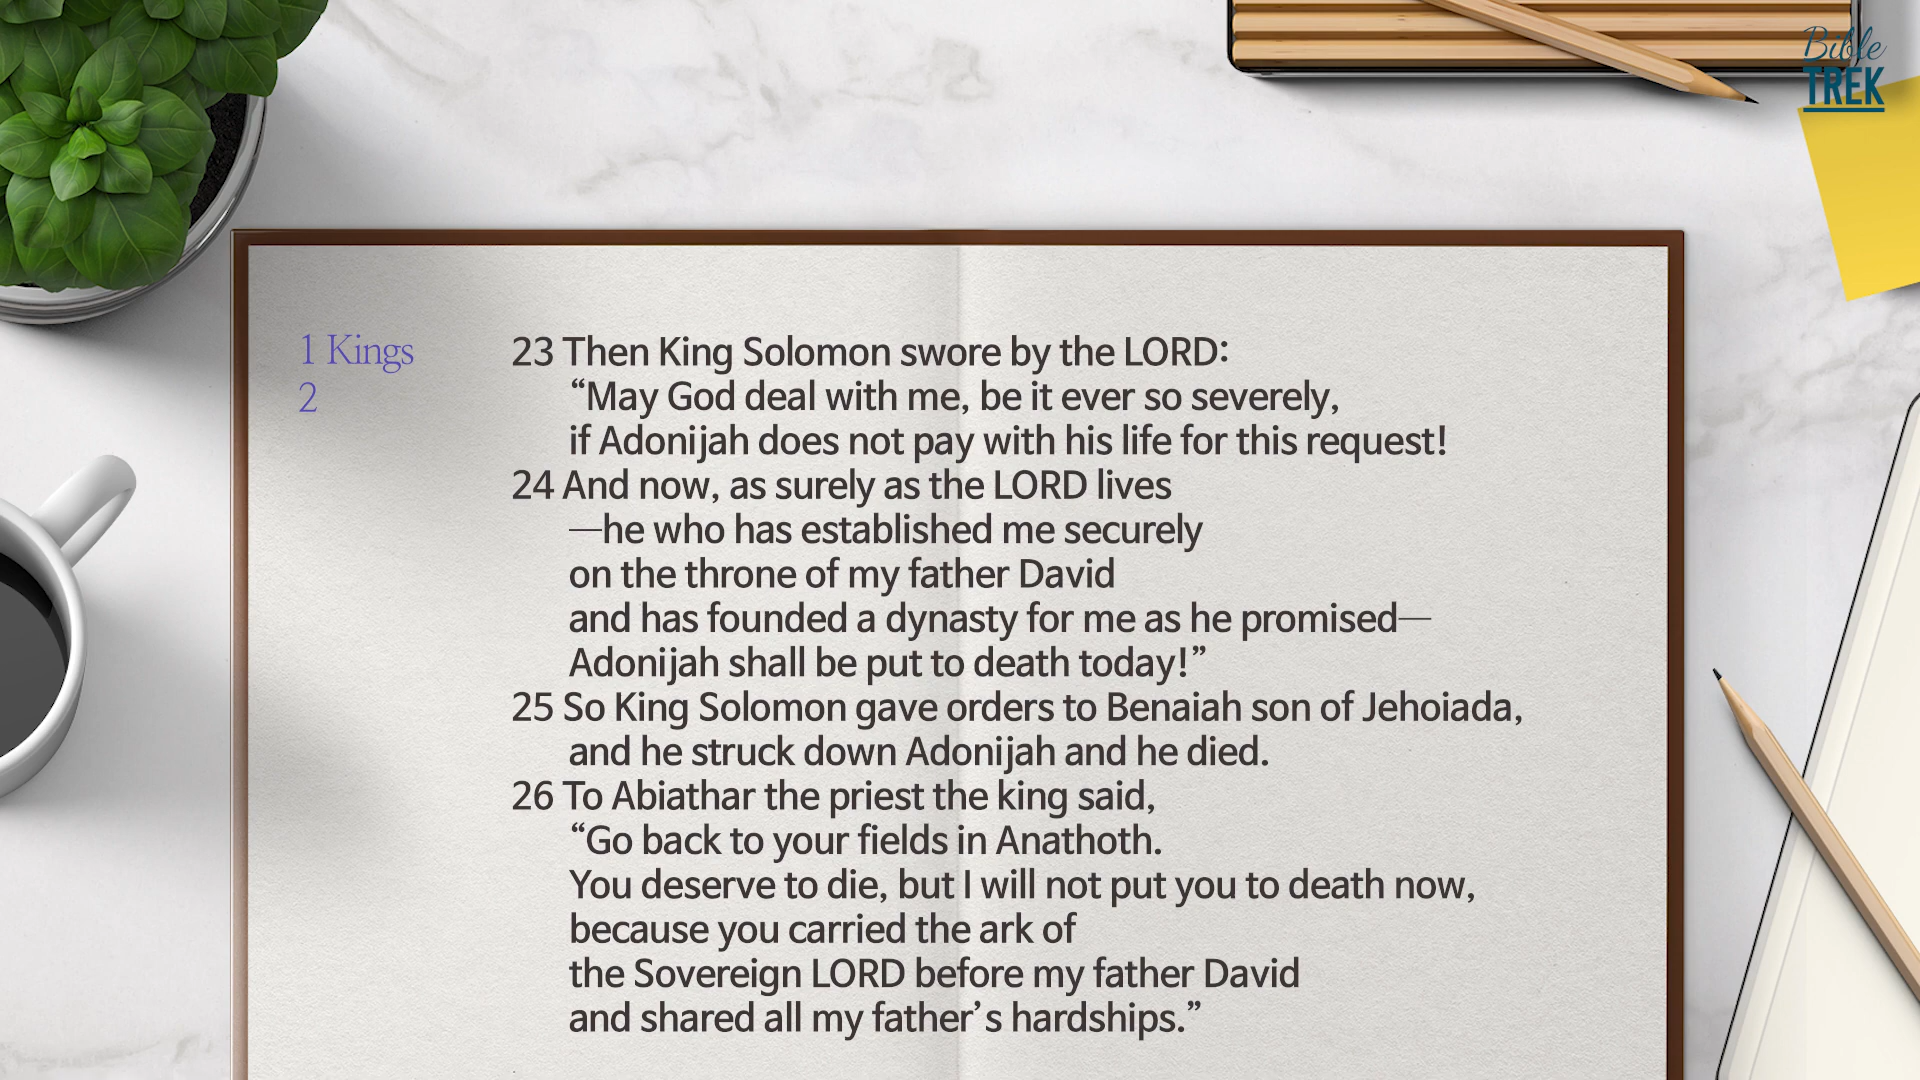 Bible
TREK
1 Kings
2
23 Then King Solomon swore by the LORD:
“May God deal with me, be it ever so severely,
if Adonijah does not pay with his life for this request!
24 And now, as surely as the LORD lives
—he who has established me securely
on the throne of my father David
and has founded a dynasty for me as he promised—
Adonijah shall be put to death today!”
25 So King Solomon gave orders to Benaiah son of Jehoiada,
and he struck down Adonijah and he died.
26 To Abiathar the priest the king said,
“Go back to your fields in Anathoth.
You deserve to die, but I will not put you to death now,
because you carried the ark of
the Sovereign LORD before my father David
and shared all my father’s hardships.”